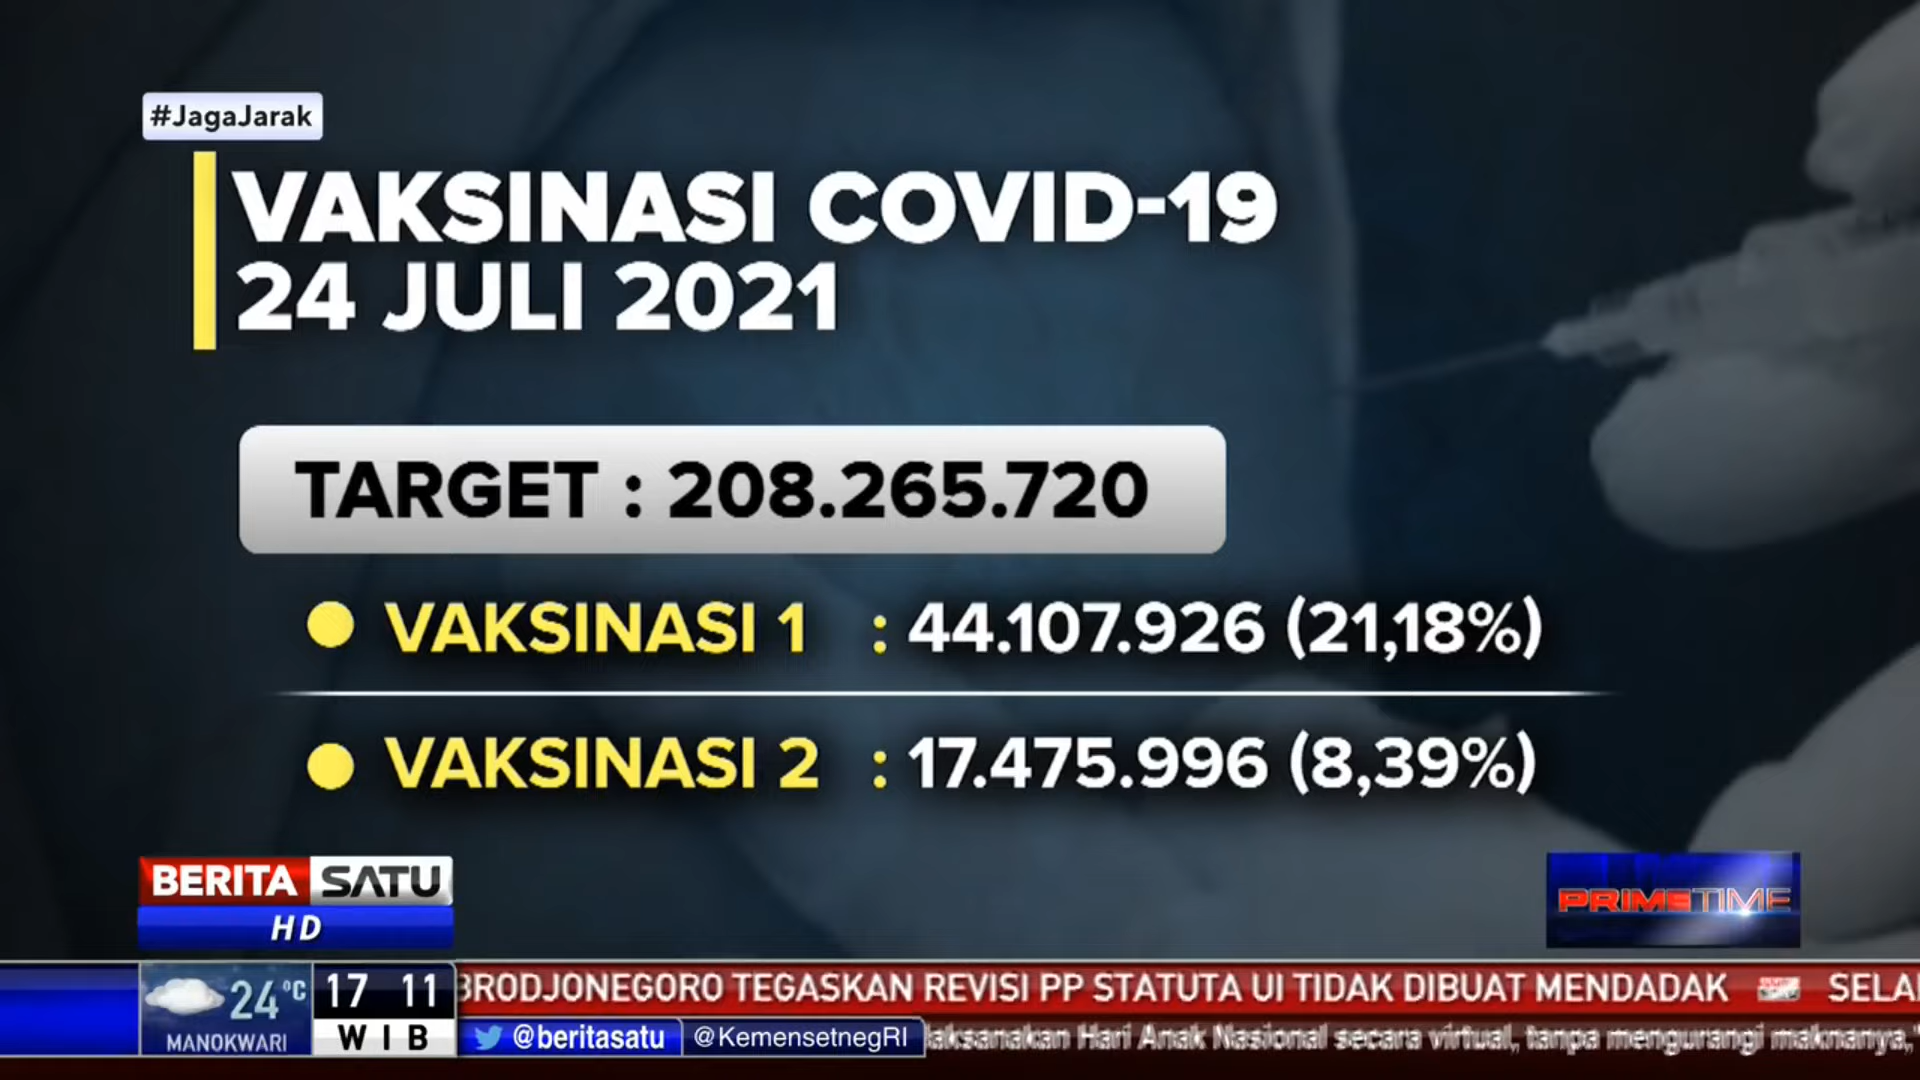 #JagaJarak
VAKSINASI COVID-19
24 JULI 2021
TARGET : 208.265.720
VAKSINASI 1 : 44.107.926 (21,18%)
VAKSINASI 2 : 17.475.996 (8,39%)
BERITA SATU
HD
PRIMETIME
24°C
MANOKWARI
17 11
WIB
BRODJONEGORO TEGASKAN REVISI PP STATUTA UI TIDAK DIBUAT MENDADAK
SELA
@beritasatu
@KemensetnegRI
laksanakan Hari Anak Nasional secara virtual, tanpa mengurangi maknanya,"